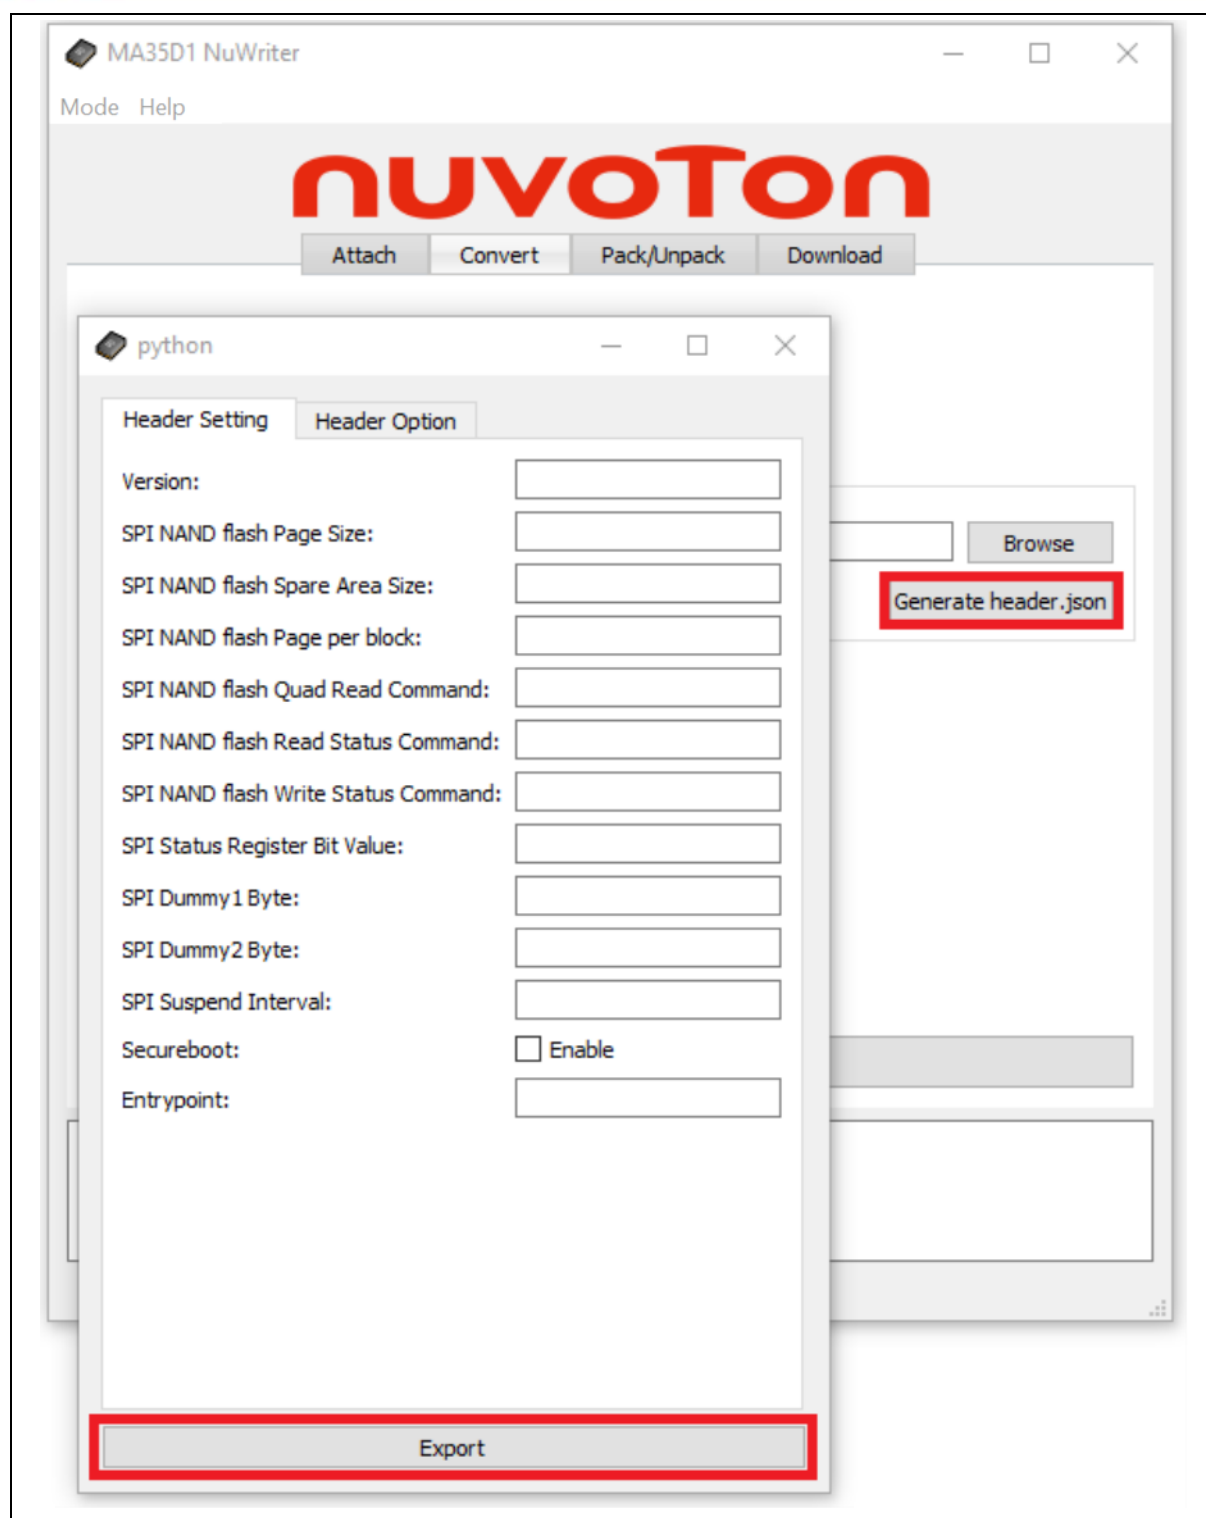 MA35D1 NuWriter
Mode Help
nuvoTon
Attach Convert Pack/Unpack Download
python
Header Setting Header Option
Version:
SPI NAND flash Page Size:
Browse
SPI NAND flash Spare Area Size:
Generate header.json
SPI NAND flash Page per block:
SPI NAND flash Quad Read Command:
SPI NAND flash Read Status Command:
SPI NAND flash Write Status Command:
SPI Status Register Bit Value:
SPI Dummy1 Byte:
SPI Dummy2 Byte:
SPI Suspend Interval:
Secureboot: Enable
Entrypoint:
Export